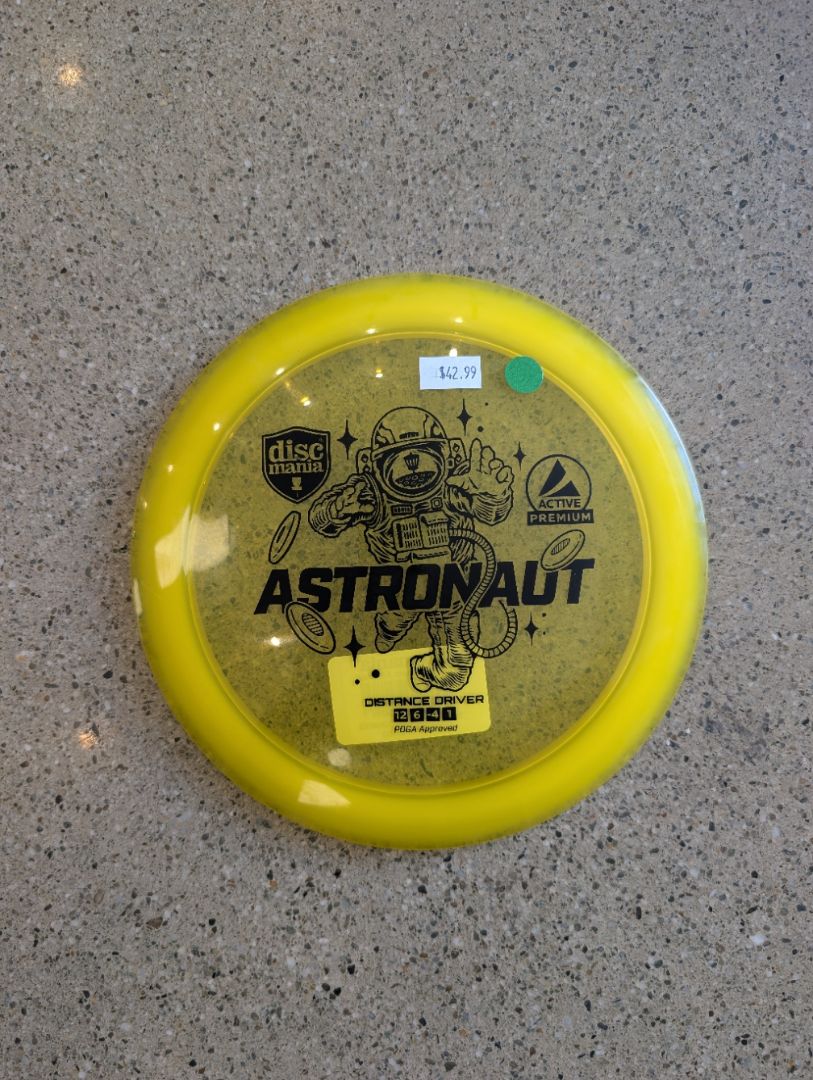 $42.99
disc
mania
ACTIVE
PREMIUM
ASTRONAUT
DISTANCE DRIVER
12 6 -4 1
PDGA Approved